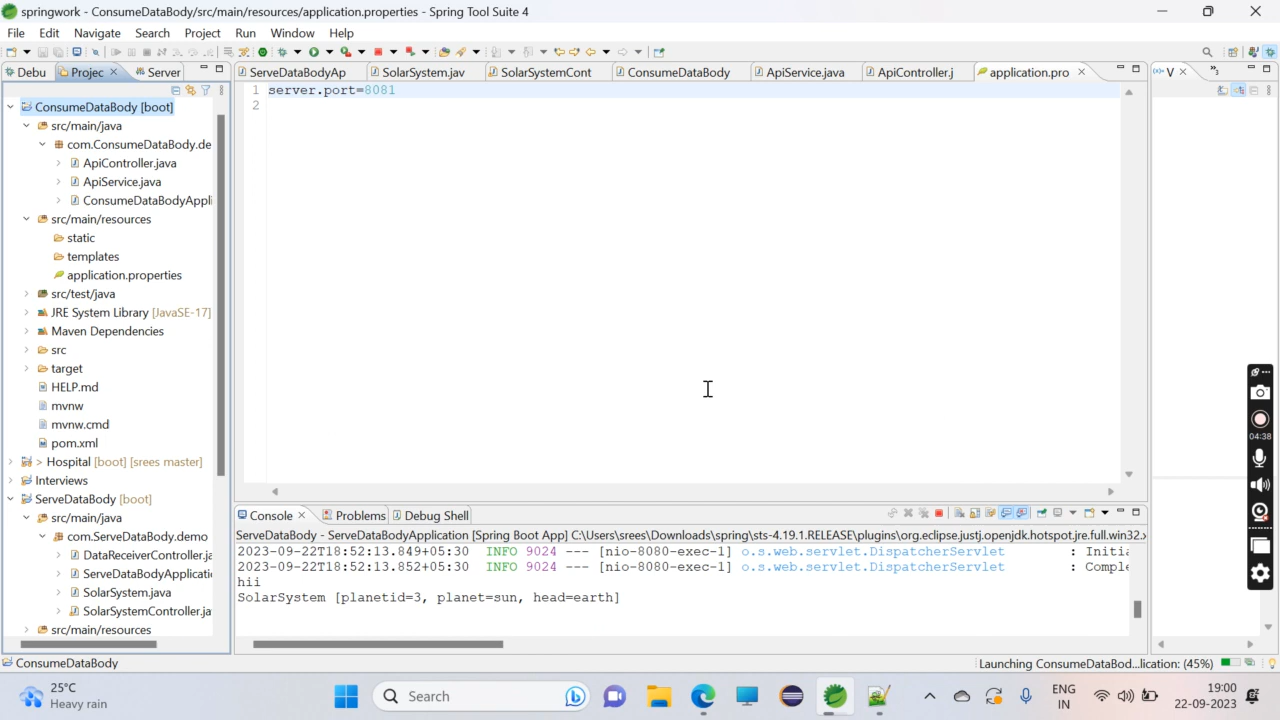 springwork - ConsumeDataBody/src/main/resources/application.properties - Spring Tool Suite 4
File Edit Navigate Search Project Run Window Help
Debu Projec Server
ServeDataBodyAp SolarSystem.jav SolarSystemCont ConsumeDataBody ApiService.java ApiController.j application.pro V
ConsumeDataBody [boot]
src/main/java
com.ConsumeDataBody.de
ApiController.java
ApiService.java
ConsumeDataBodyAppli
src/main/resources
static
templates
application.properties
src/test/java
JRE System Library [JavaSE-17]
Maven Dependencies
src
target
HELP.md
mvnw
mvnw.cmd
pom.xml
> Hospital [boot] [srees master]
Interviews
ServeDataBody [boot]
src/main/java
com.ServeDataBody.demo
DataReceiverController.ja
ServeDataBodyApplicatio
SolarSystem.java
SolarSystemController.ja
src/main/resources
1 server.port=8081
2
Console Problems Debug Shell
ServeDataBody - ServeDataBodyApplication [Spring Boot App] C:\Users\srees\Downloads\spring\sts-4.19.1.RELEASE\plugins\org.eclipse.justj.openjdk.hotspot.jre.full.win32.x
2023-09-22T18:52:13.849+05:30 INFO 9024 --- [nio-8080-exec-1] o.s.web.servlet.DispatcherServlet : Initia
2023-09-22T18:52:13.852+05:30 INFO 9024 --- [nio-8080-exec-1] o.s.web.servlet.DispatcherServlet : Comple
hii
SolarSystem [planetid=3, planet=sun, head=earth]
04:38
ConsumeDataBody
Launching ConsumeDataBod...lication: (45%)
25°C
Heavy rain
Search
ENG
IN
19:00
22-09-2023